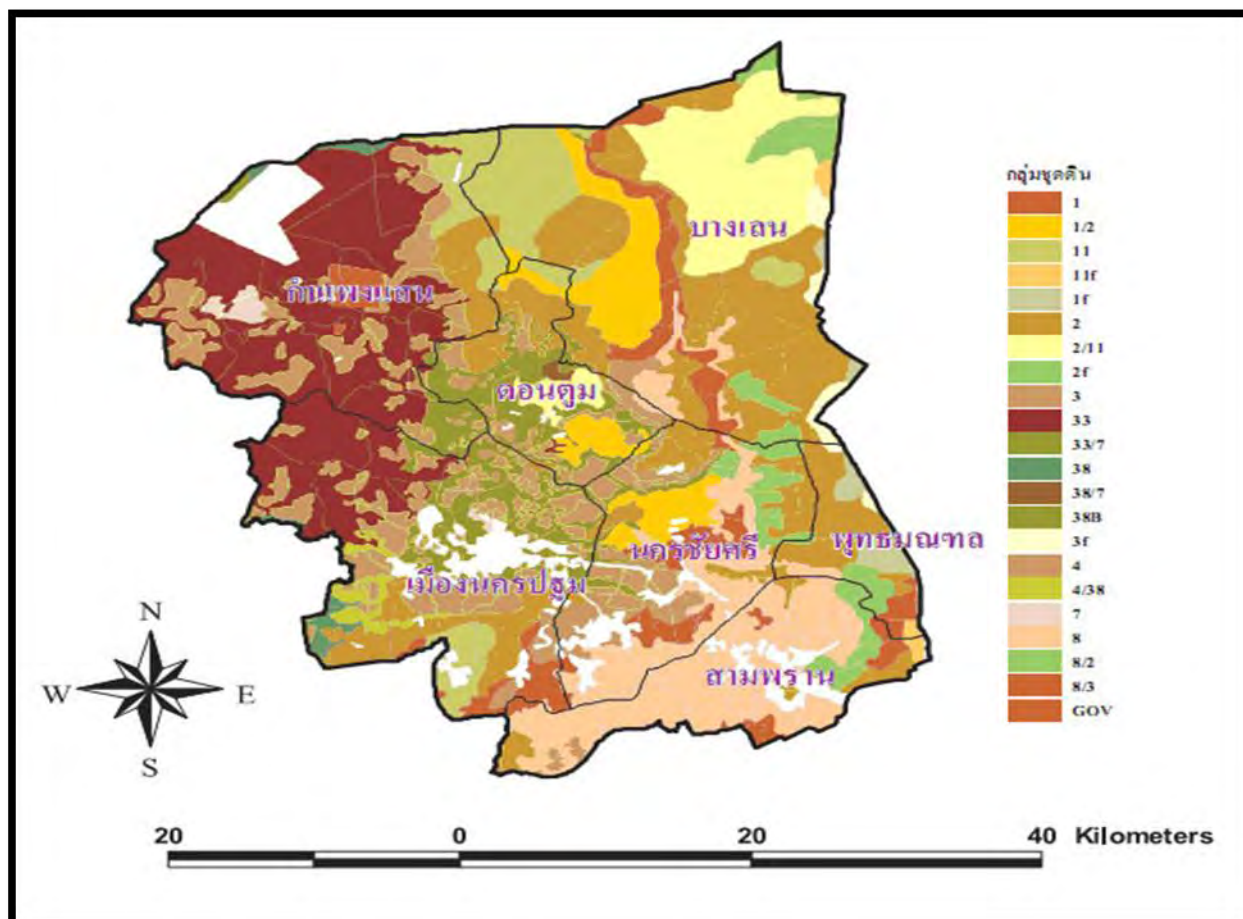 กลุ่มชุดดิน
1
1/2
11
11f
1f
2
2/11
2f
3
33
33/7
38
38/7
38B
3f
4
4/38
7
8
8/2
8/3
GOV
บางเลน
กำแพงแสน
ดอนตูม
นครชัยศรี
พุทธมณฑล
เมืองนครปฐม
สามพราน
N
W E
S
20 0 20 40 Kilometers